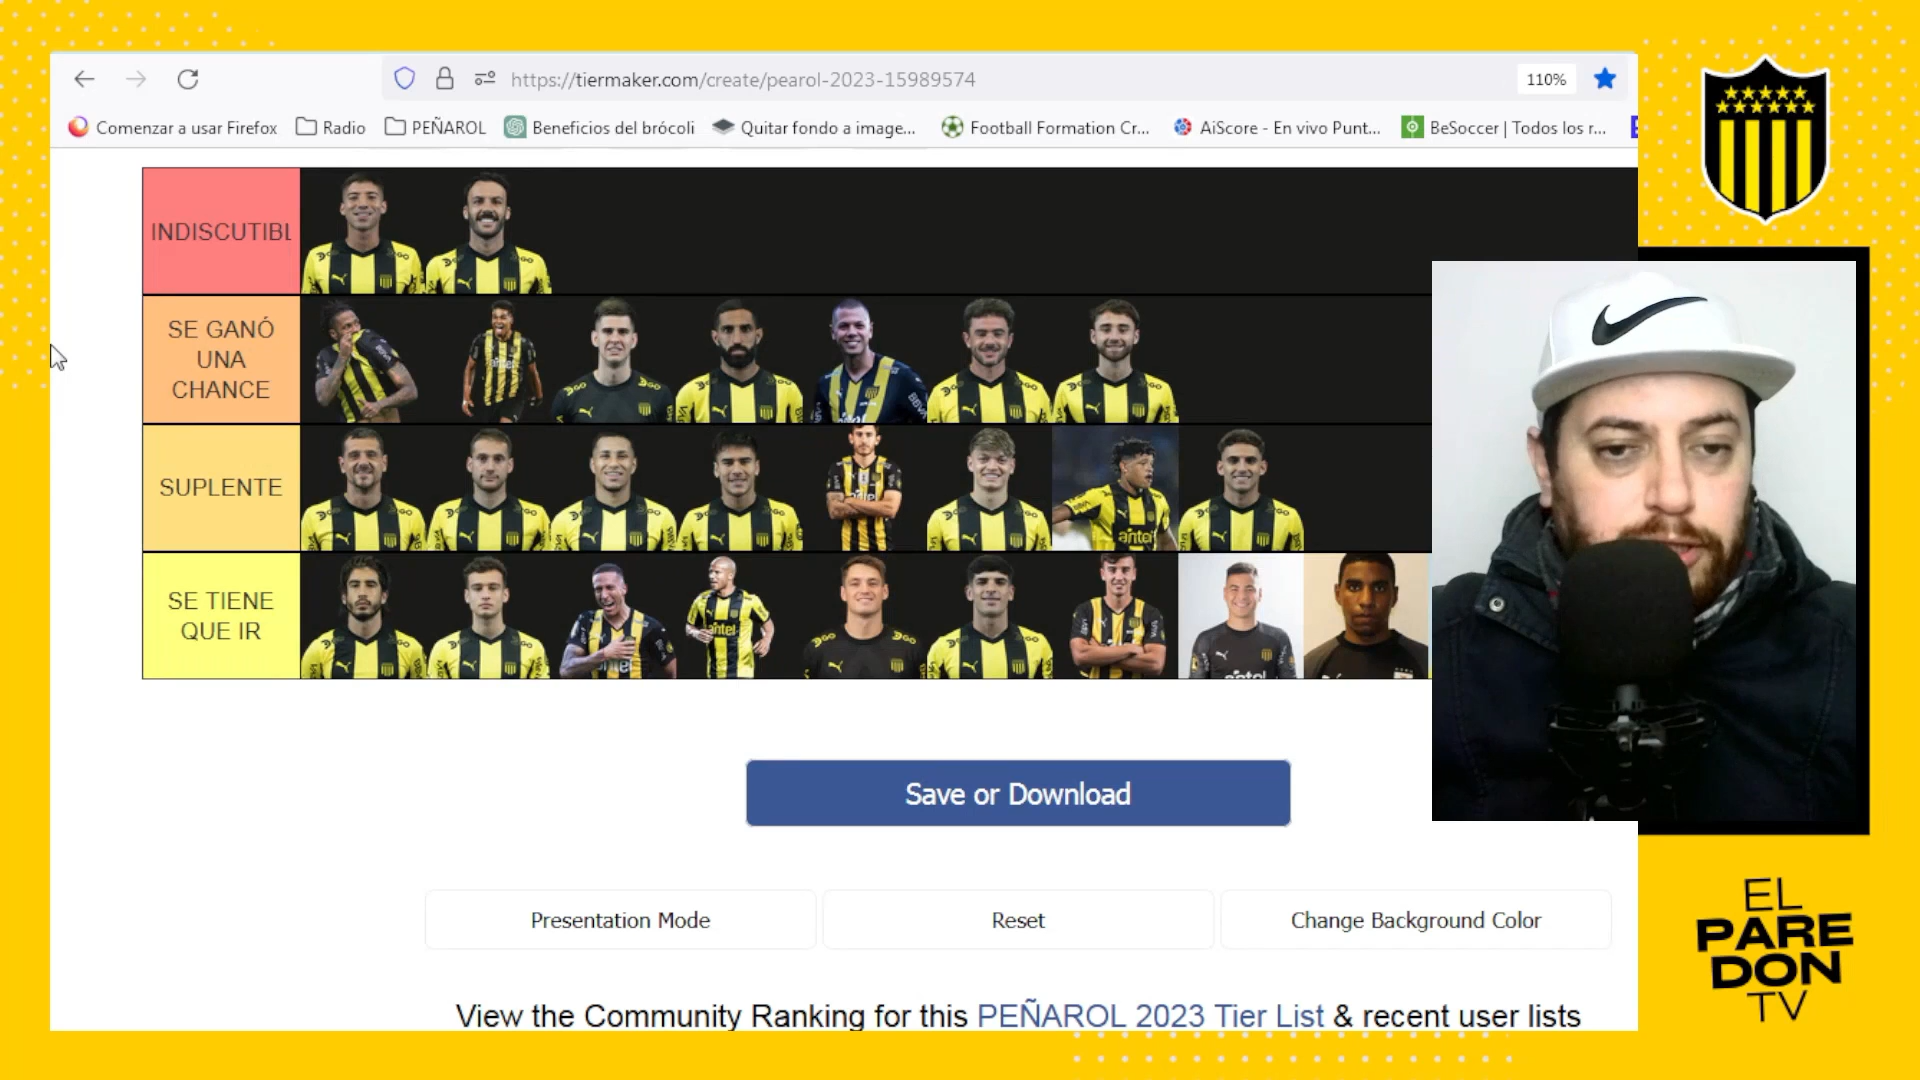 https://tiermaker.com/create/pearol-2023-15989574
110%
Comenzar a usar Firefox
Radio
PEÑAROL
Beneficios del brócoli
Quitar fondo a image...
Football Formation Cr...
AiScore - En vivo Punt...
BeSoccer | Todos los r...
INDISCUTIBL
SE GANÓ
UNA
CHANCE
SUPLENTE
SE TIENE
QUE IR
Save or Download
Presentation Mode
Reset
Change Background Color
View the Community Ranking for this PEÑAROL 2023 Tier List & recent user lists
EL
PARE
DON
TV